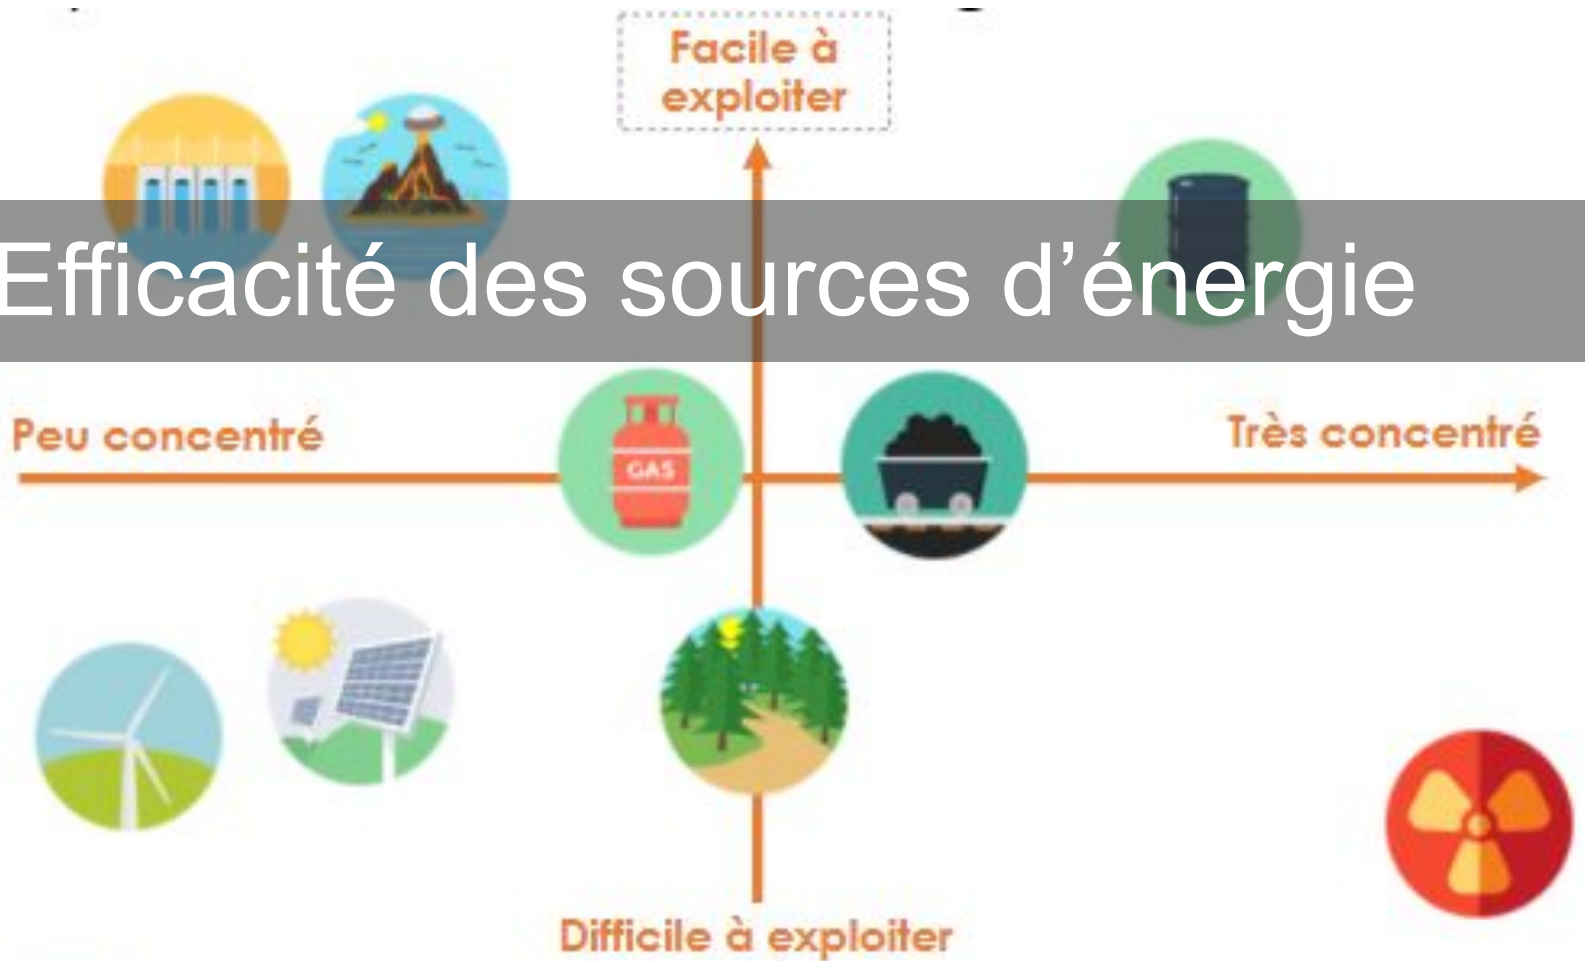 Facile à
exploiter
Efficacité des sources d’énergie
Peu concentré
Très concentré
GAS
Difficile à exploiter